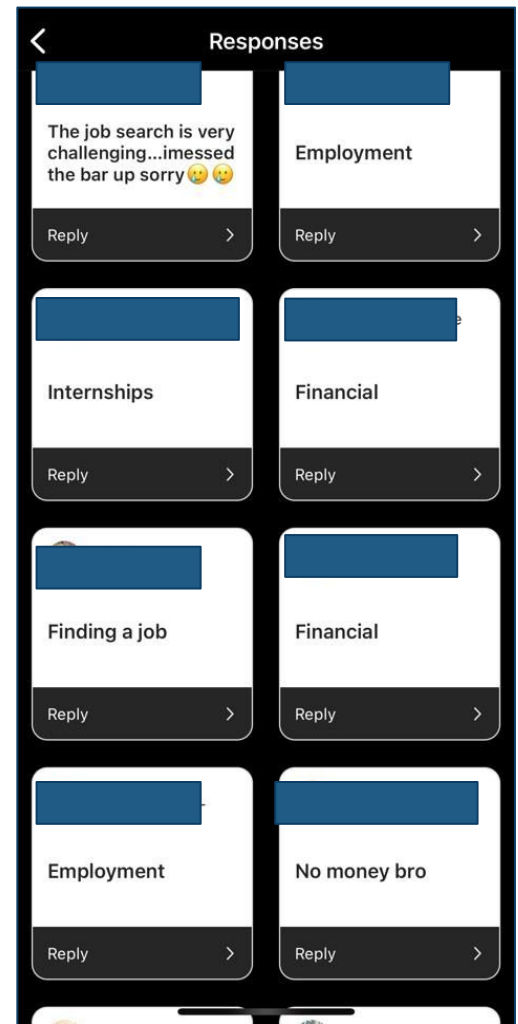 Responses
The job search is very
challenging...imessed
the bar up sorry🥲🥲
Reply
Employment
Reply
Internships
Reply
Financial
Reply
Finding a job
Reply
Financial
Reply
Employment
Reply
No money bro
Reply